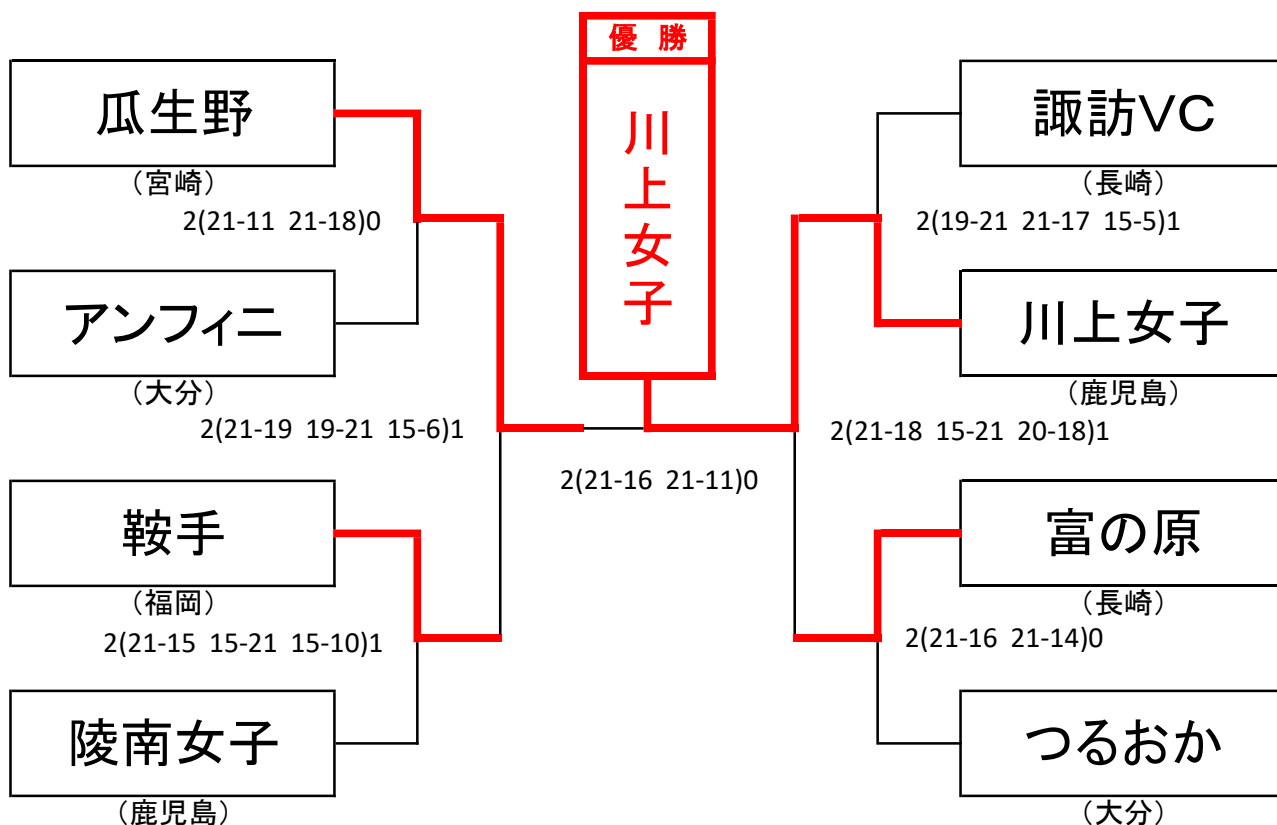 優 勝
川上女子
瓜生野
（宮崎）
2(21-11 21-18)0
アンフィニ
（大分）
2(21-19 19-21 15-6)1
鞍手
（福岡）
2(21-15 15-21 15-10)1
陵南女子
（鹿児島）
2(21-16 21-11)0
諏訪VC
（長崎）
2(19-21 21-17 15-5)1
川上女子
（鹿児島）
2(21-18 15-21 20-18)1
富の原
（長崎）
2(21-16 21-14)0
つるおか
（大分）